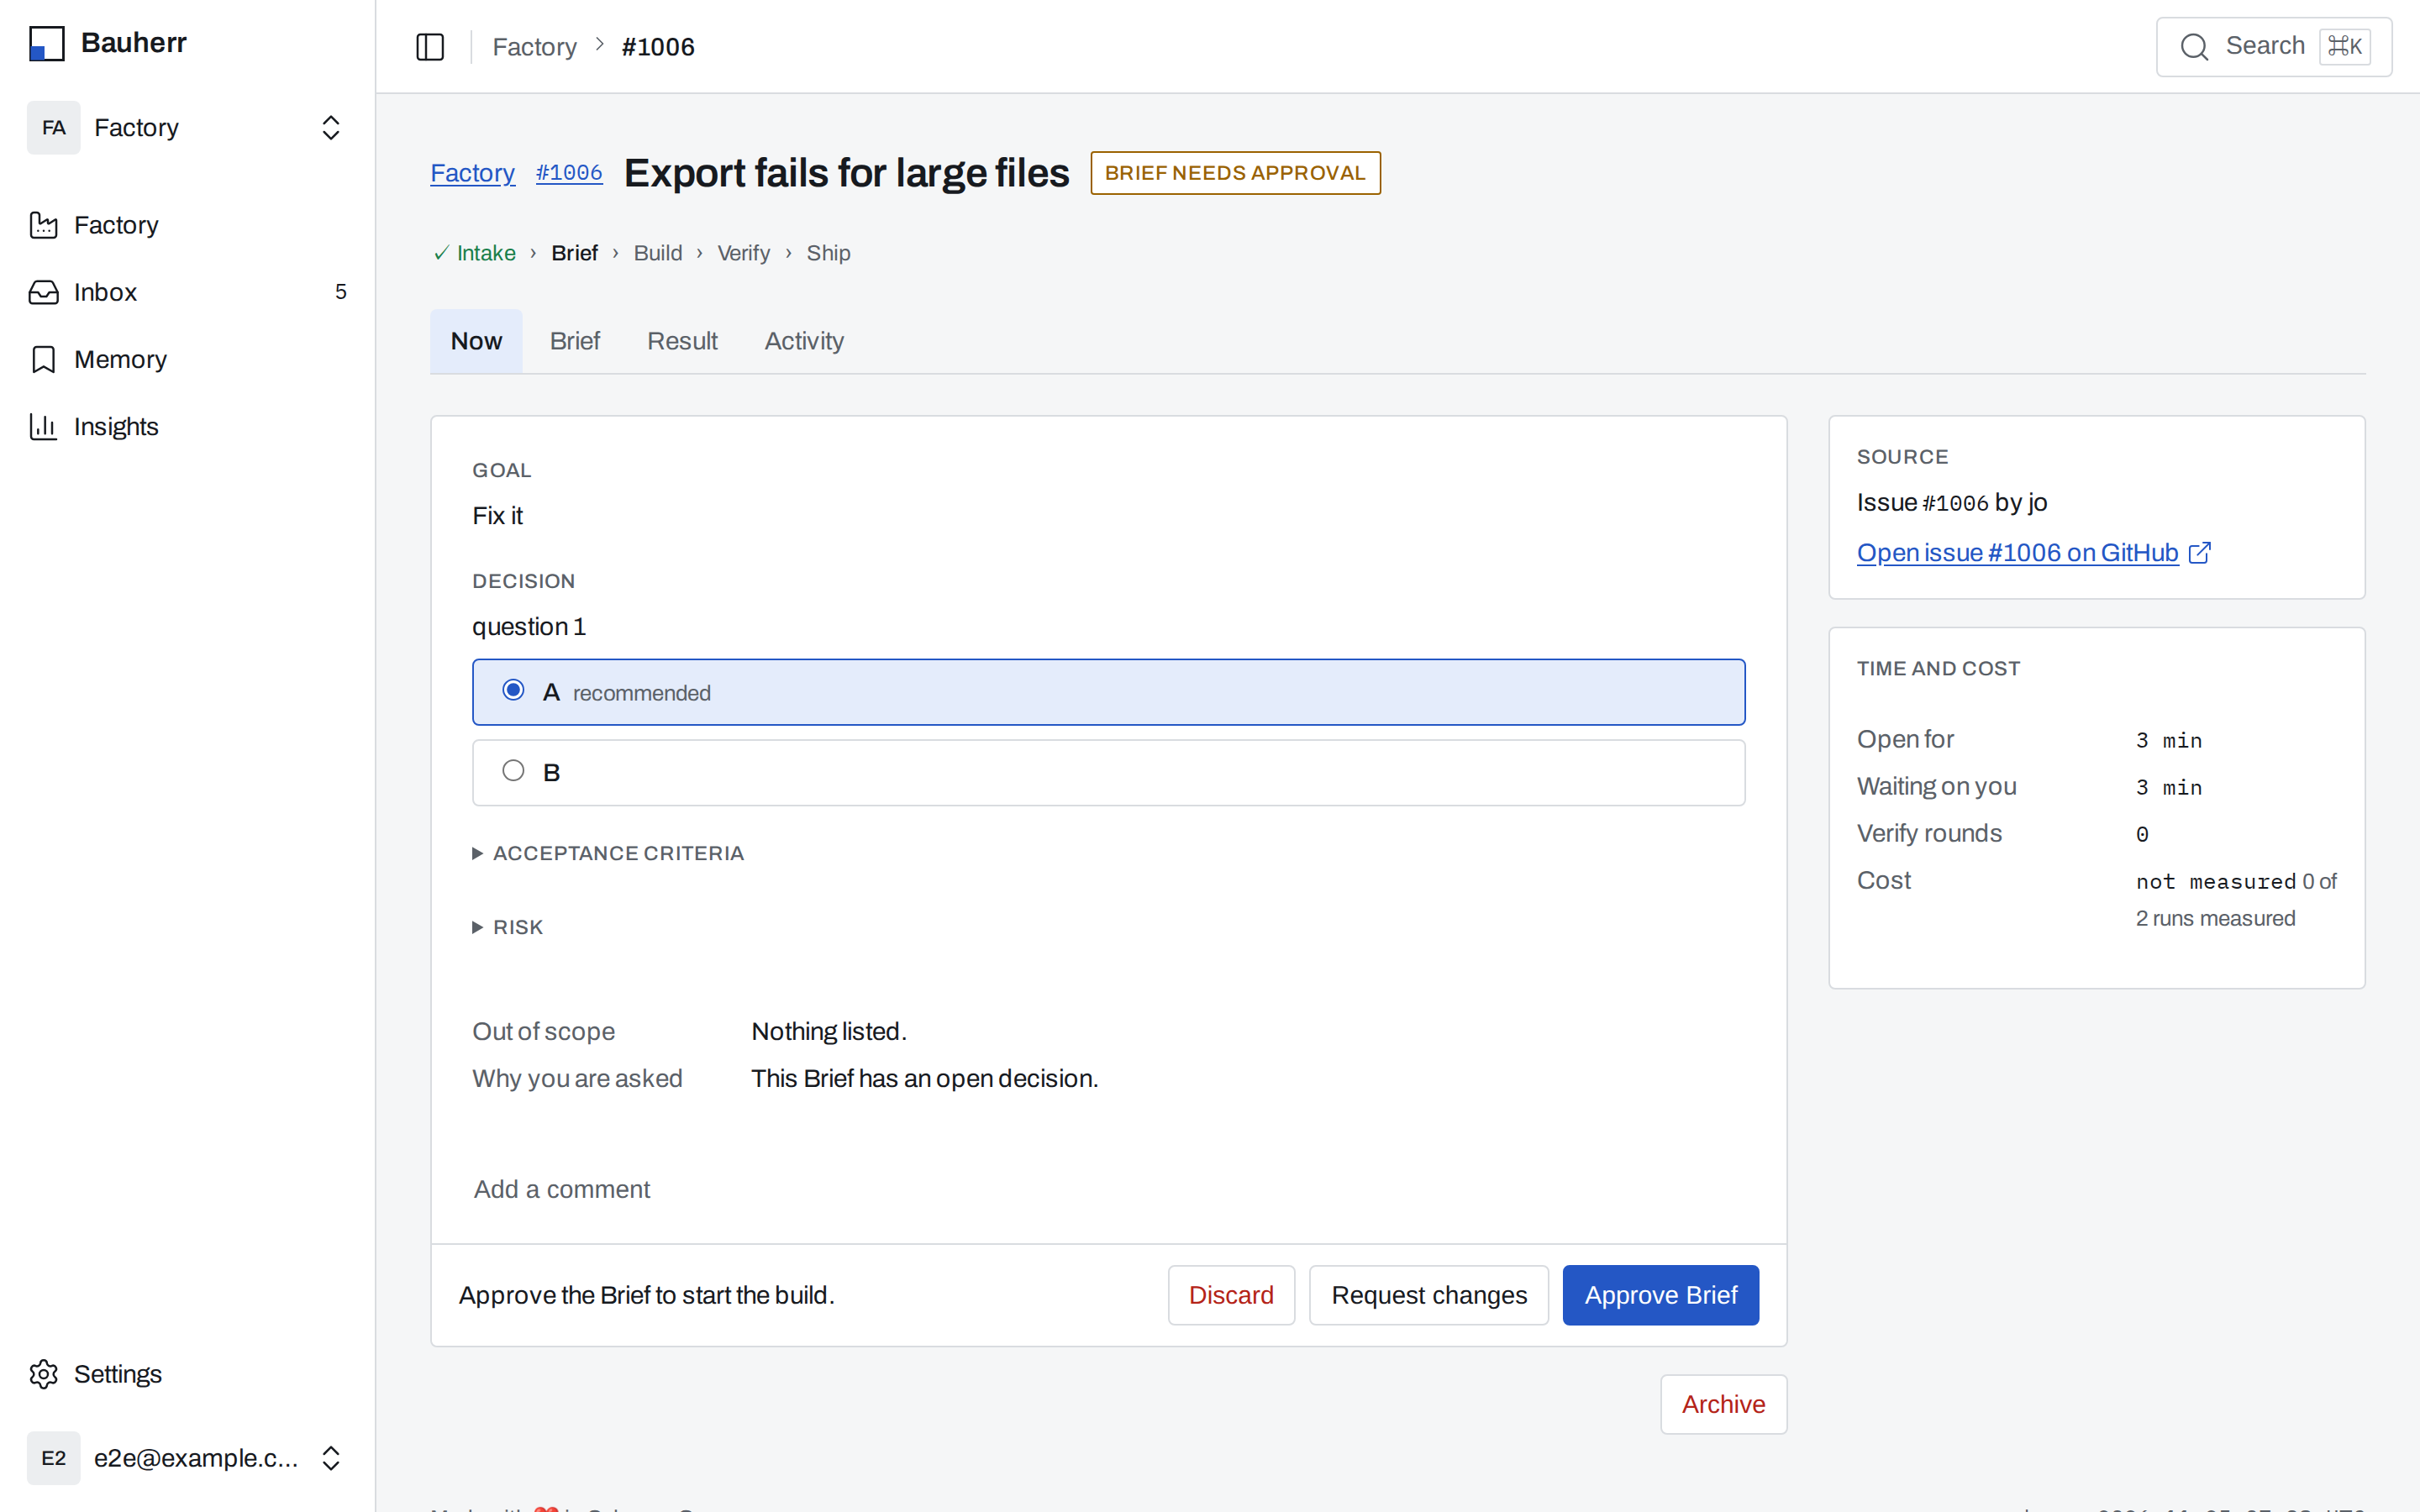 Bauherr
FA Factory
Factory
Inbox 5
Memory
Insights
Settings
E2 e2e@example.c...
Factory › #1006
Search ⌘K
Factory #1006 Export fails for large files BRIEF NEEDS APPROVAL
✓ Intake › Brief › Build › Verify › Ship
Now Brief Result Activity
GOAL
Fix it
DECISION
question 1
A recommended
B
ACCEPTANCE CRITERIA
RISK
Out of scope Nothing listed.
Why you are asked This Brief has an open decision.
Add a comment
Approve the Brief to start the build. Discard Request changes Approve Brief
Archive
SOURCE
Issue #1006 by jo
Open issue #1006 on GitHub
TIME AND COST
Open for 3 min
Waiting on you 3 min
Verify rounds 0
Cost not measured 0 of
2 runs measured